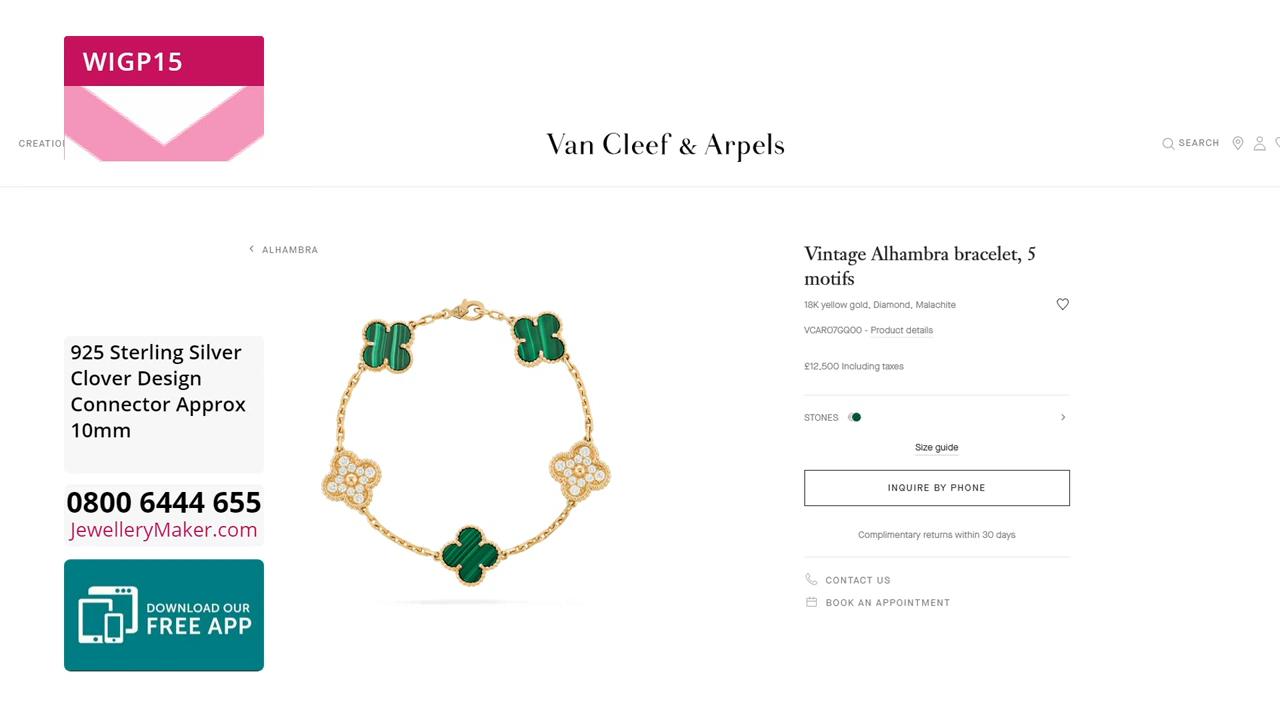 WIGP15
CREATIO
Van Cleef & Arpels
SEARCH
ALHAMBRA
Vintage Alhambra bracelet, 5
motifs
18K yellow gold, Diamond, Malachite
VCARO7GQ00 - Product details
£12,500 Including taxes
STONES
Size guide
INQUIRE BY PHONE
Complimentary returns within 30 days
CONTACT US
BOOK AN APPOINTMENT
925 Sterling Silver
Clover Design
Connector Approx
10mm
0800 6444 655
JewelleryMaker.com
DOWNLOAD OUR
FREE APP